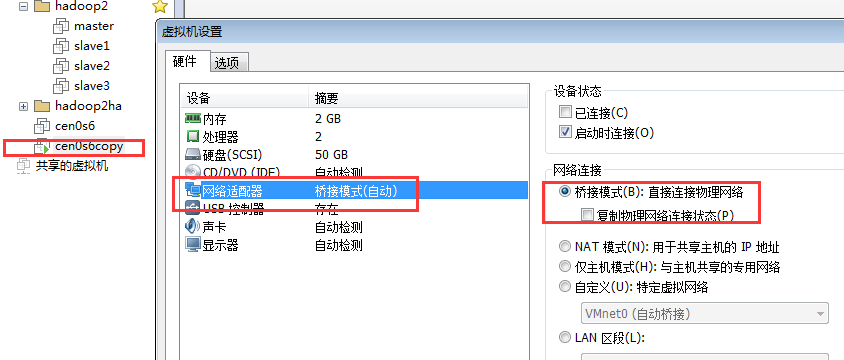 hadoop2
master
slave1
slave2
slave3
hadoop2ha
cen0s6
cen0s6copy
共享的虚拟机
虚拟机设置
硬件 选项
设备 摘要
内存 2 GB
处理器 2
硬盘(SCSI) 50 GB
CD/DVD (IDE) 自动检测
网络适配器 桥接模式(自动)
USB 控制器 存在
声卡 自动检测
显示器 自动检测
设备状态
已连接(C)
启动时连接(O)
网络连接
桥接模式(B): 直接连接物理网络
复制物理网络连接状态(P)
NAT 模式(N): 用于共享主机的 IP 地址
仅主机模式(H): 与主机共享的专用网络
自定义(U): 特定虚拟网络
VMnet0 (自动桥接)
LAN 区段(L):